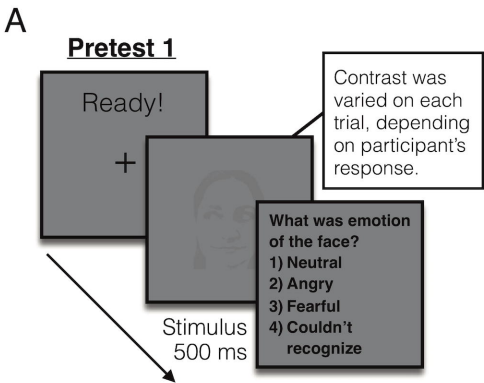 A
Pretest 1
Ready!
+
Contrast was
varied on each
trial, depending
on participant's
response.
What was emotion
of the face?
1) Neutral
2) Angry
3) Fearful
4) Couldn't
recognize
Stimulus
500 ms